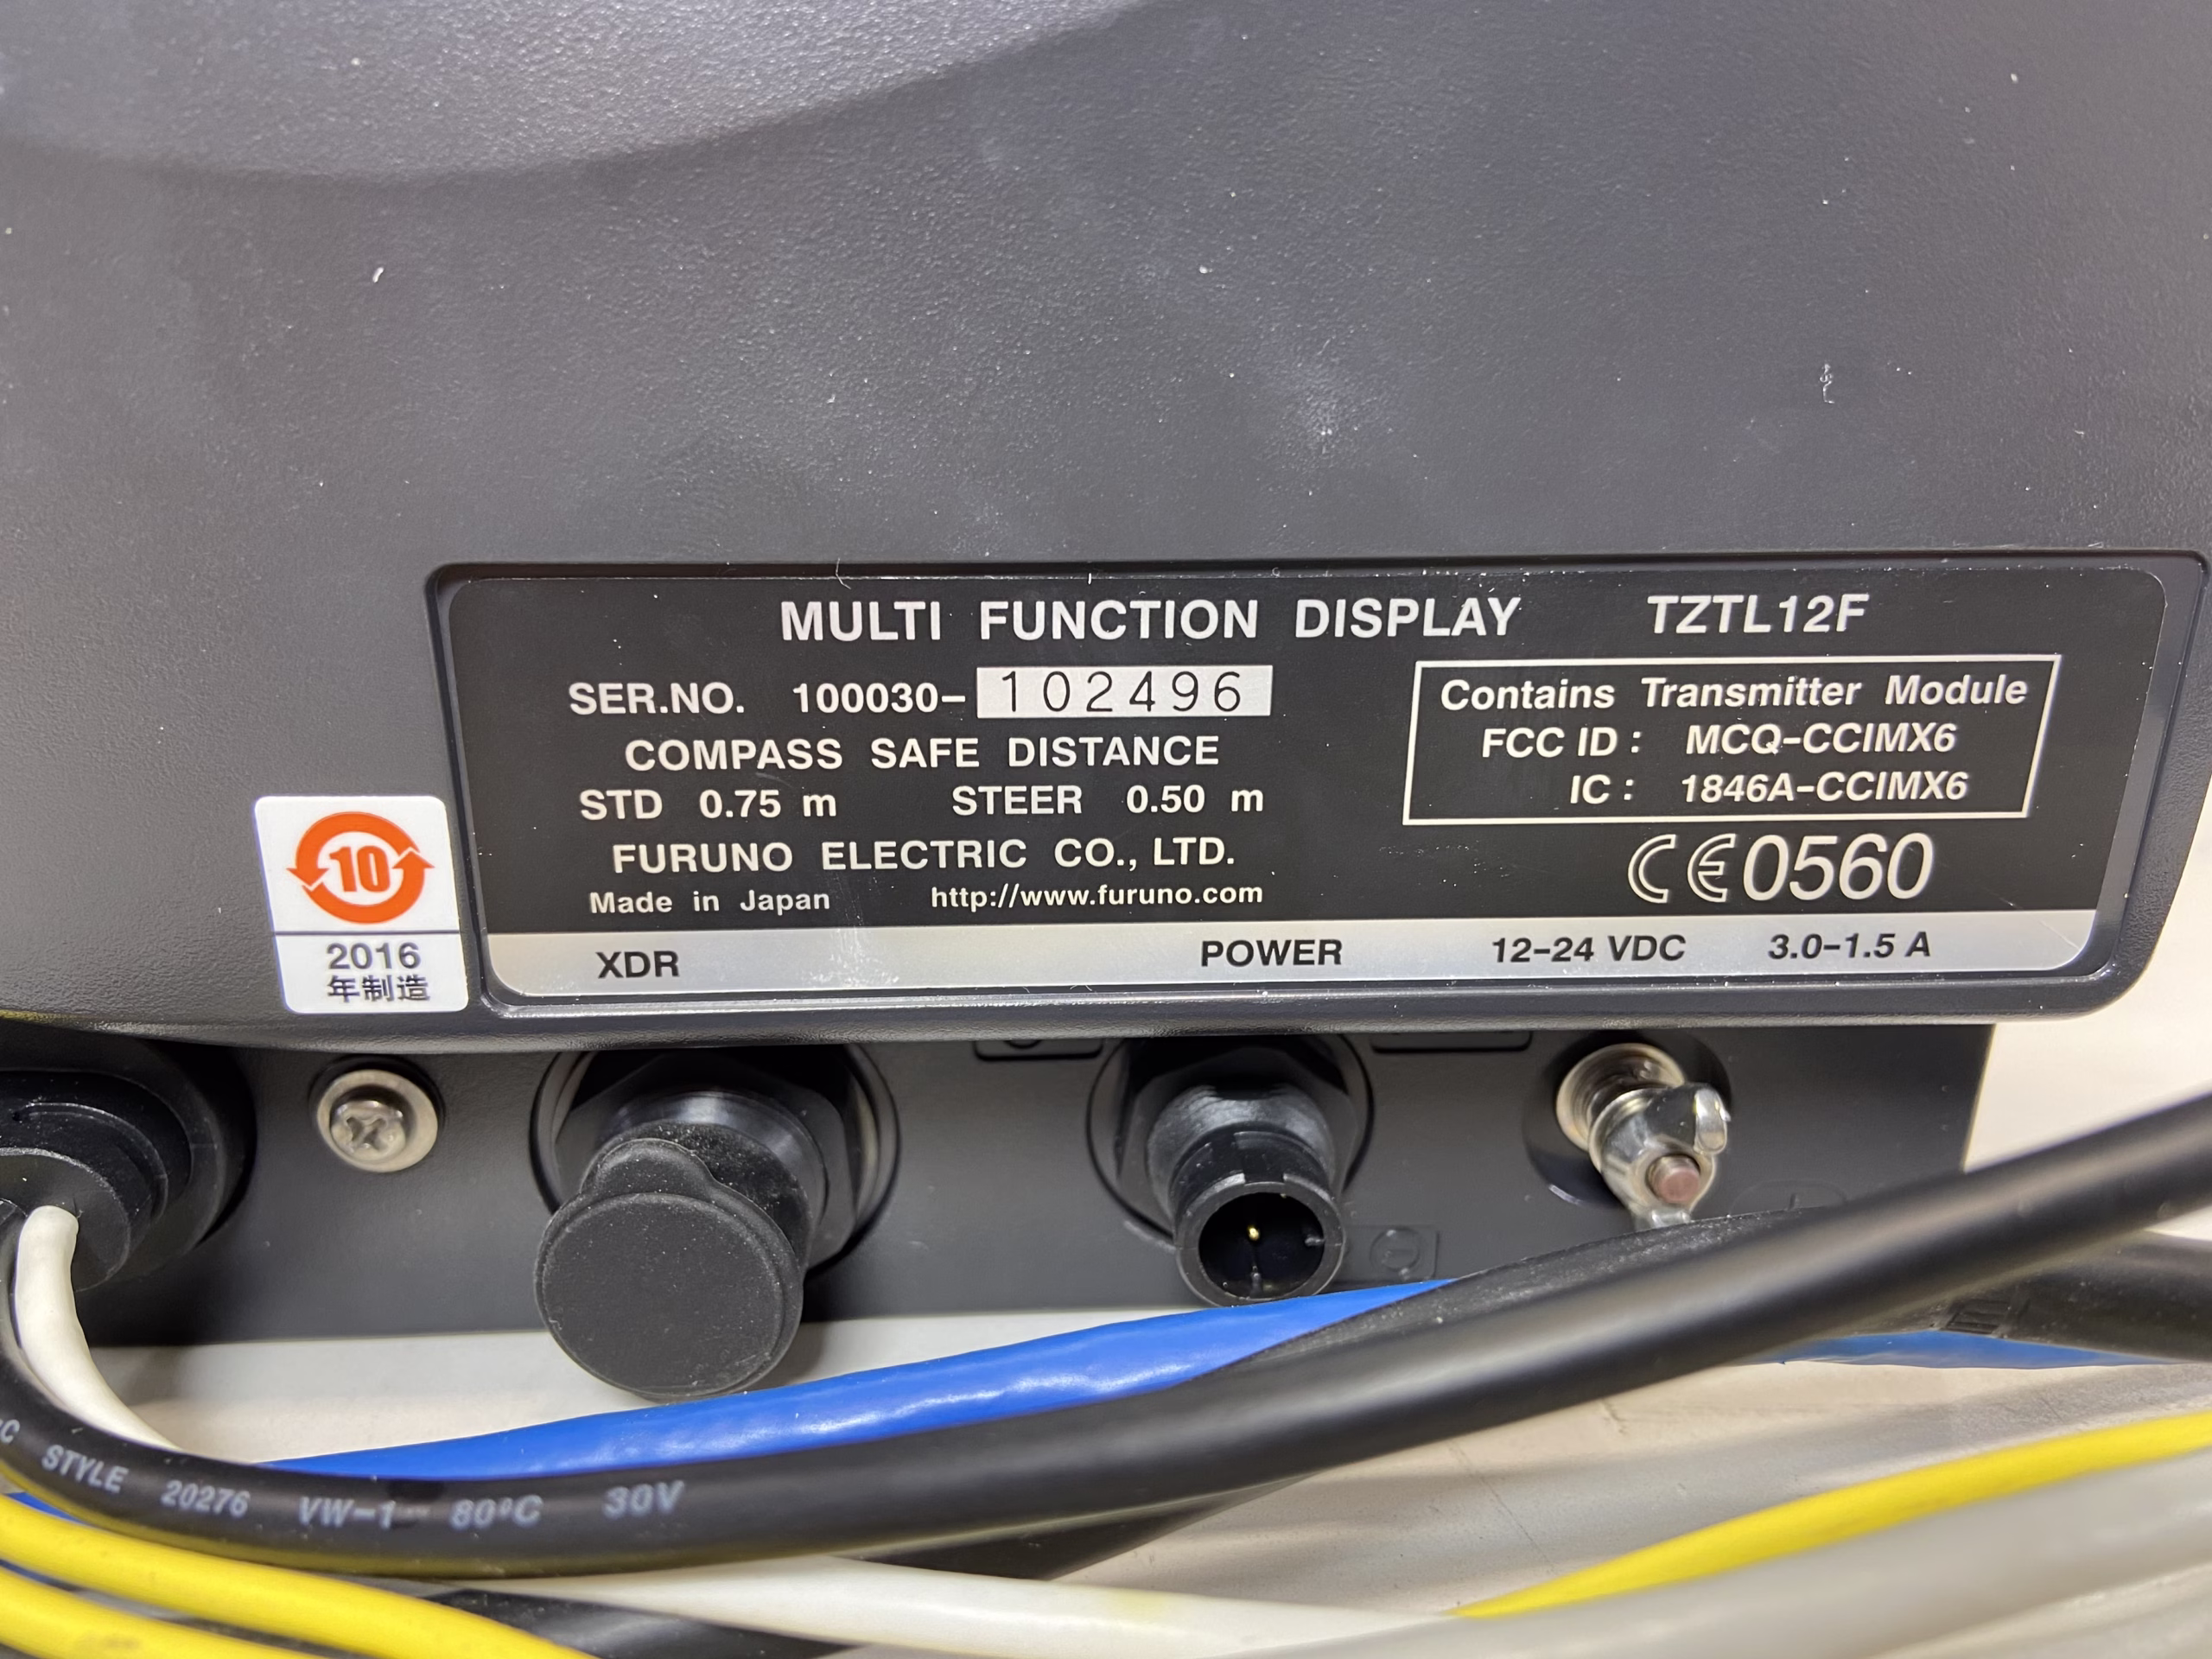 MULTI FUNCTION DISPLAY TZTL12F
SER.NO. 100030-102496
COMPASS SAFE DISTANCE
STD 0.75 m STEER 0.50 m
FURUNO ELECTRIC CO., LTD.
Made in Japan http://www.furuno.com
Contains Transmitter Module
FCC ID : MCQ-CCIMX6
IC : 1846A-CCIMX6
CE0560
XDR POWER 12-24 VDC 3.0-1.5 A
10
2016
年制造
STYLE 20276 VW-1 80°C 30V